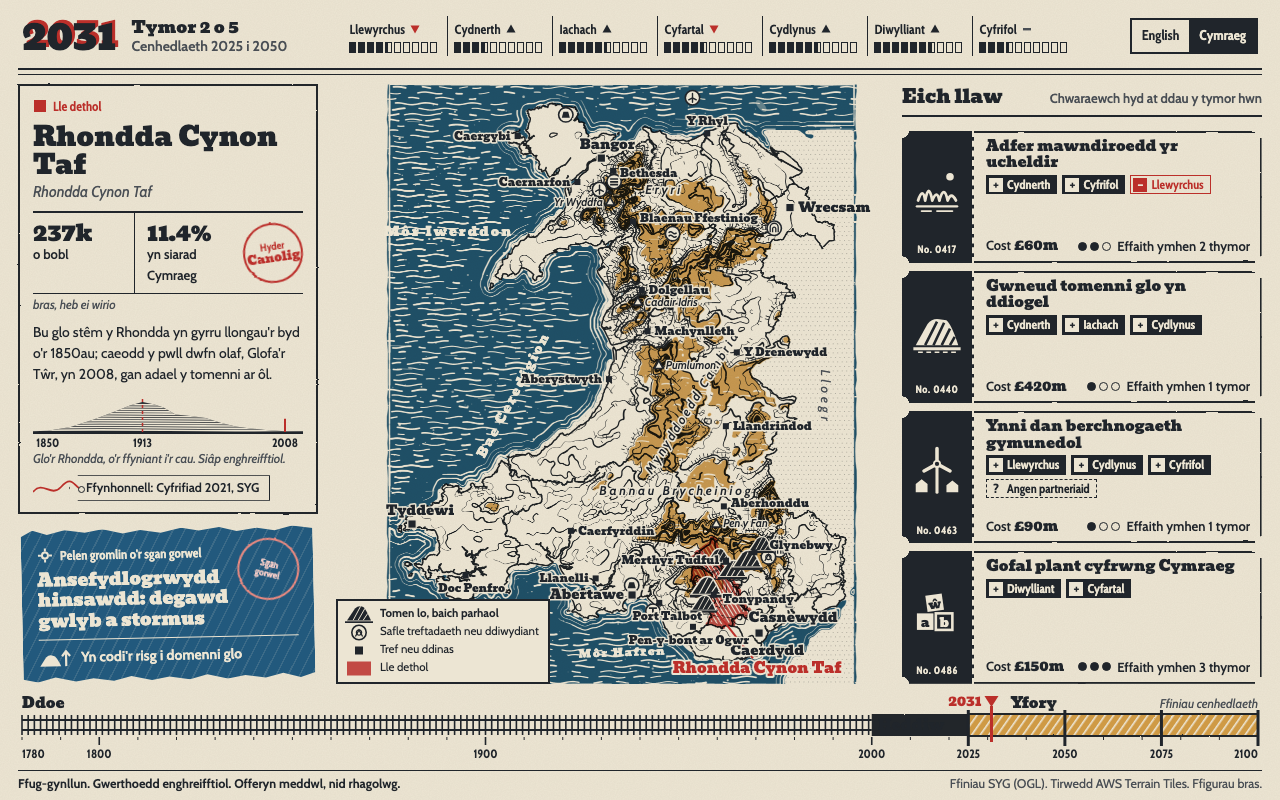 2031
Tymor 2 o 5
Cenhedlaeth 2025 i 2050
Llewyrchus
Cydnerth
Iachach
Cyfartal
Cydlynus
Diwylliant
Cyfrifol
English
Cymraeg
Lle dethol
Rhondda Cynon
Taf
Rhondda Cynon Taf
237k
o bobl
11.4%
yn siarad
Cymraeg
Hyder
Canolig
bras, heb ei wirio
Bu glo stêm y Rhondda yn gyrru llongau'r byd
o'r 1850au; caeodd y pwll dwfn olaf, Glofa'r
Tŵr, yn 2008, gan adael y tomenni ar ôl.
1850
1913
2008
Glo'r Rhondda, o'r ffyniant i'r cau. Siâp enghreifftiol.
Ffynhonnell: Cyfrifiad 2021, SYG
Pelen gromlin o'r sgan gorwel
Sgan
gorwel
Ansefydlogrwydd
hinsawdd: degawd
gwlyb a stormus
Yn codi'r risg i domenni glo
Y Rhyl
Caergybi
Bangor
Bethesda
Caernarfon
Eryri
Yr Wyddfa
Wrecsam
Blaenau Ffestiniog
Môr Iwerddon
Dolgellau
Cadair Idris
Machynlleth
Y Drenewydd
Pumlumon
Aberystwyth
Lloegr
Bae Ceredigion
Mynyddoedd Cambria
Llandrindod
Bannau Brycheiniog
Aberhonddu
Tyddewi
Pen y Fan
Caerfyrddin
Glynebwy
Merthyr Tudful
Llanelli
Doc Penfro
Abertawe
Tonypandy
Port Talbot
Casnewydd
Pen-y-bont ar Ogwr
Caerdydd
Môr Hafren
Rhondda Cynon Taf
Tomen lo, baich parhaol
Safle treftadaeth neu ddiwydiant
Tref neu ddinas
Lle dethol
Eich llaw
Chwaraewch hyd at ddau y tymor hwn
Adfer mawndiroedd yr
ucheldir
+ Cydnerth
+ Cyfrifol
− Llewyrchus
No. 0417
Cost £60m
Effaith ymhen 2 thymor
Gwneud tomenni glo yn
ddiogel
+ Cydnerth
+ Iachach
+ Cydlynus
No. 0440
Cost £420m
Effaith ymhen 1 tymor
Ynni dan berchnogaeth
gymunedol
+ Llewyrchus
+ Cydlynus
+ Cyfrifol
? Angen partneriaid
No. 0463
Cost £90m
Effaith ymhen 1 tymor
Gofal plant cyfrwng Cymraeg
+ Diwylliant
+ Cyfartal
w
a b
No. 0486
Cost £150m
Effaith ymhen 3 thymor
Ddoe
2031
Yfory
Ffiniau cenhedlaeth
1780
1800
1900
2000
2025
2050
2075
2100
Ffug-gynllun. Gwerthoedd enghreifftiol. Offeryn meddwl, nid rhagolwg.
Ffiniau SYG (OGL). Tirwedd AWS Terrain Tiles. Ffigurau bras.